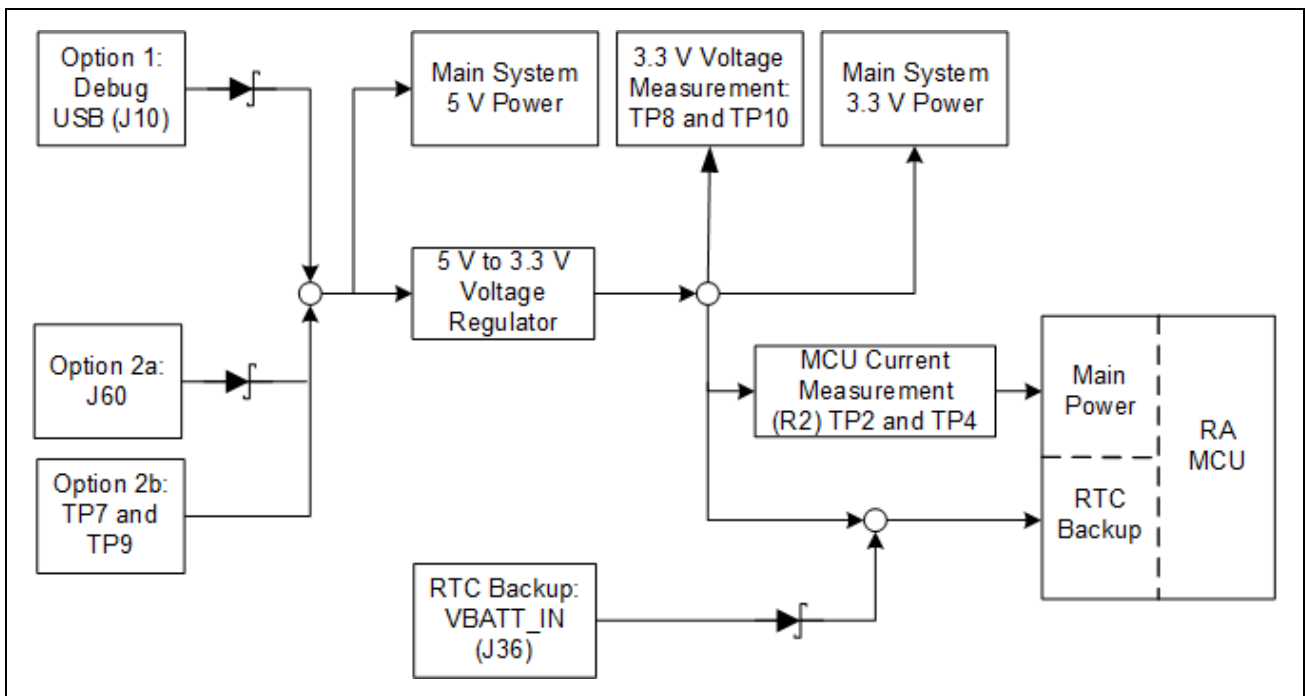 Option 1:
Debug
USB (J10)
Main System
5 V Power
3.3 V Voltage
Measurement:
TP8 and TP10
Main System
3.3 V Power
5 V to 3.3 V
Voltage
Regulator
Option 2a:
J60
Option 2b:
TP7 and
TP9
MCU Current
Measurement
(R2) TP2 and TP4
Main
Power
RA
MCU
RTC
Backup
RTC Backup:
VBATT_IN
(J36)